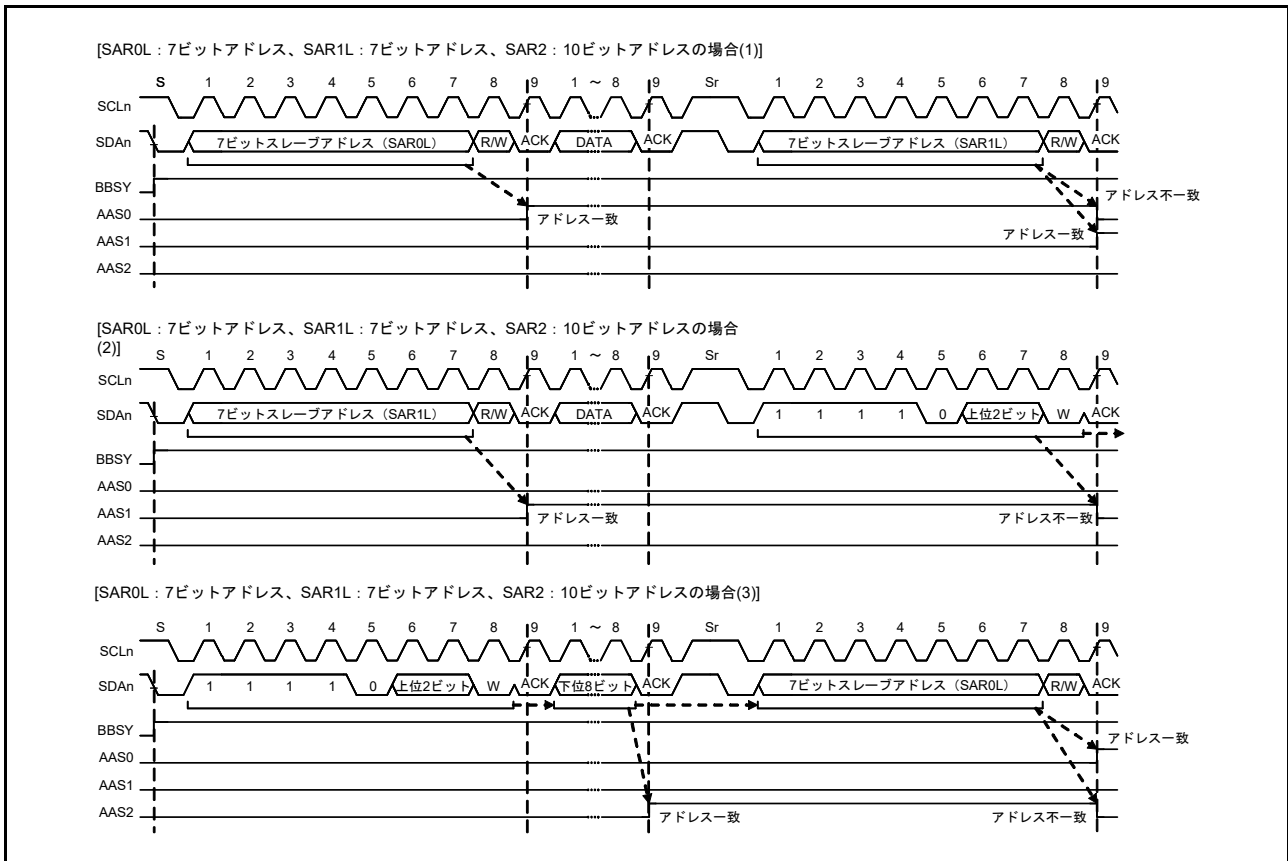 [SAR0L：7ビットアドレス、SAR1L：7ビットアドレス、SAR2：10ビットアドレスの場合(1)]
S 1 2 3 4 5 6 7 8 9 1 ～ 8 9 Sr 1 2 3 4 5 6 7 8 9
SCLn
SDAn 7ビットスレーブアドレス（SAR0L） R/W ACK DATA ACK 7ビットスレーブアドレス（SAR1L） R/W ACK
BBSY
アドレス不一致
AAS0
アドレス一致
アドレス一致
AAS1
AAS2
[SAR0L：7ビットアドレス、SAR1L：7ビットアドレス、SAR2：10ビットアドレスの場合
(2)]
S 1 2 3 4 5 6 7 8 9 1 ～ 8 9 Sr 1 2 3 4 5 6 7 8 9
SCLn
SDAn 7ビットスレーブアドレス（SAR1L） R/W ACK DATA ACK 1 1 1 1 0 上位2ビット W ACK
BBSY
AAS0
AAS1
アドレス一致 アドレス不一致
AAS2
[SAR0L：7ビットアドレス、SAR1L：7ビットアドレス、SAR2：10ビットアドレスの場合(3)]
S 1 2 3 4 5 6 7 8 9 1 ～ 8 9 Sr 1 2 3 4 5 6 7 8 9
SCLn
SDAn 1 1 1 1 0 上位2ビット W ACK 下位8ビット ACK 7ビットスレーブアドレス（SAR0L） R/W ACK
BBSY
アドレス一致
AAS0
AAS1
AAS2
アドレス一致 アドレス不一致